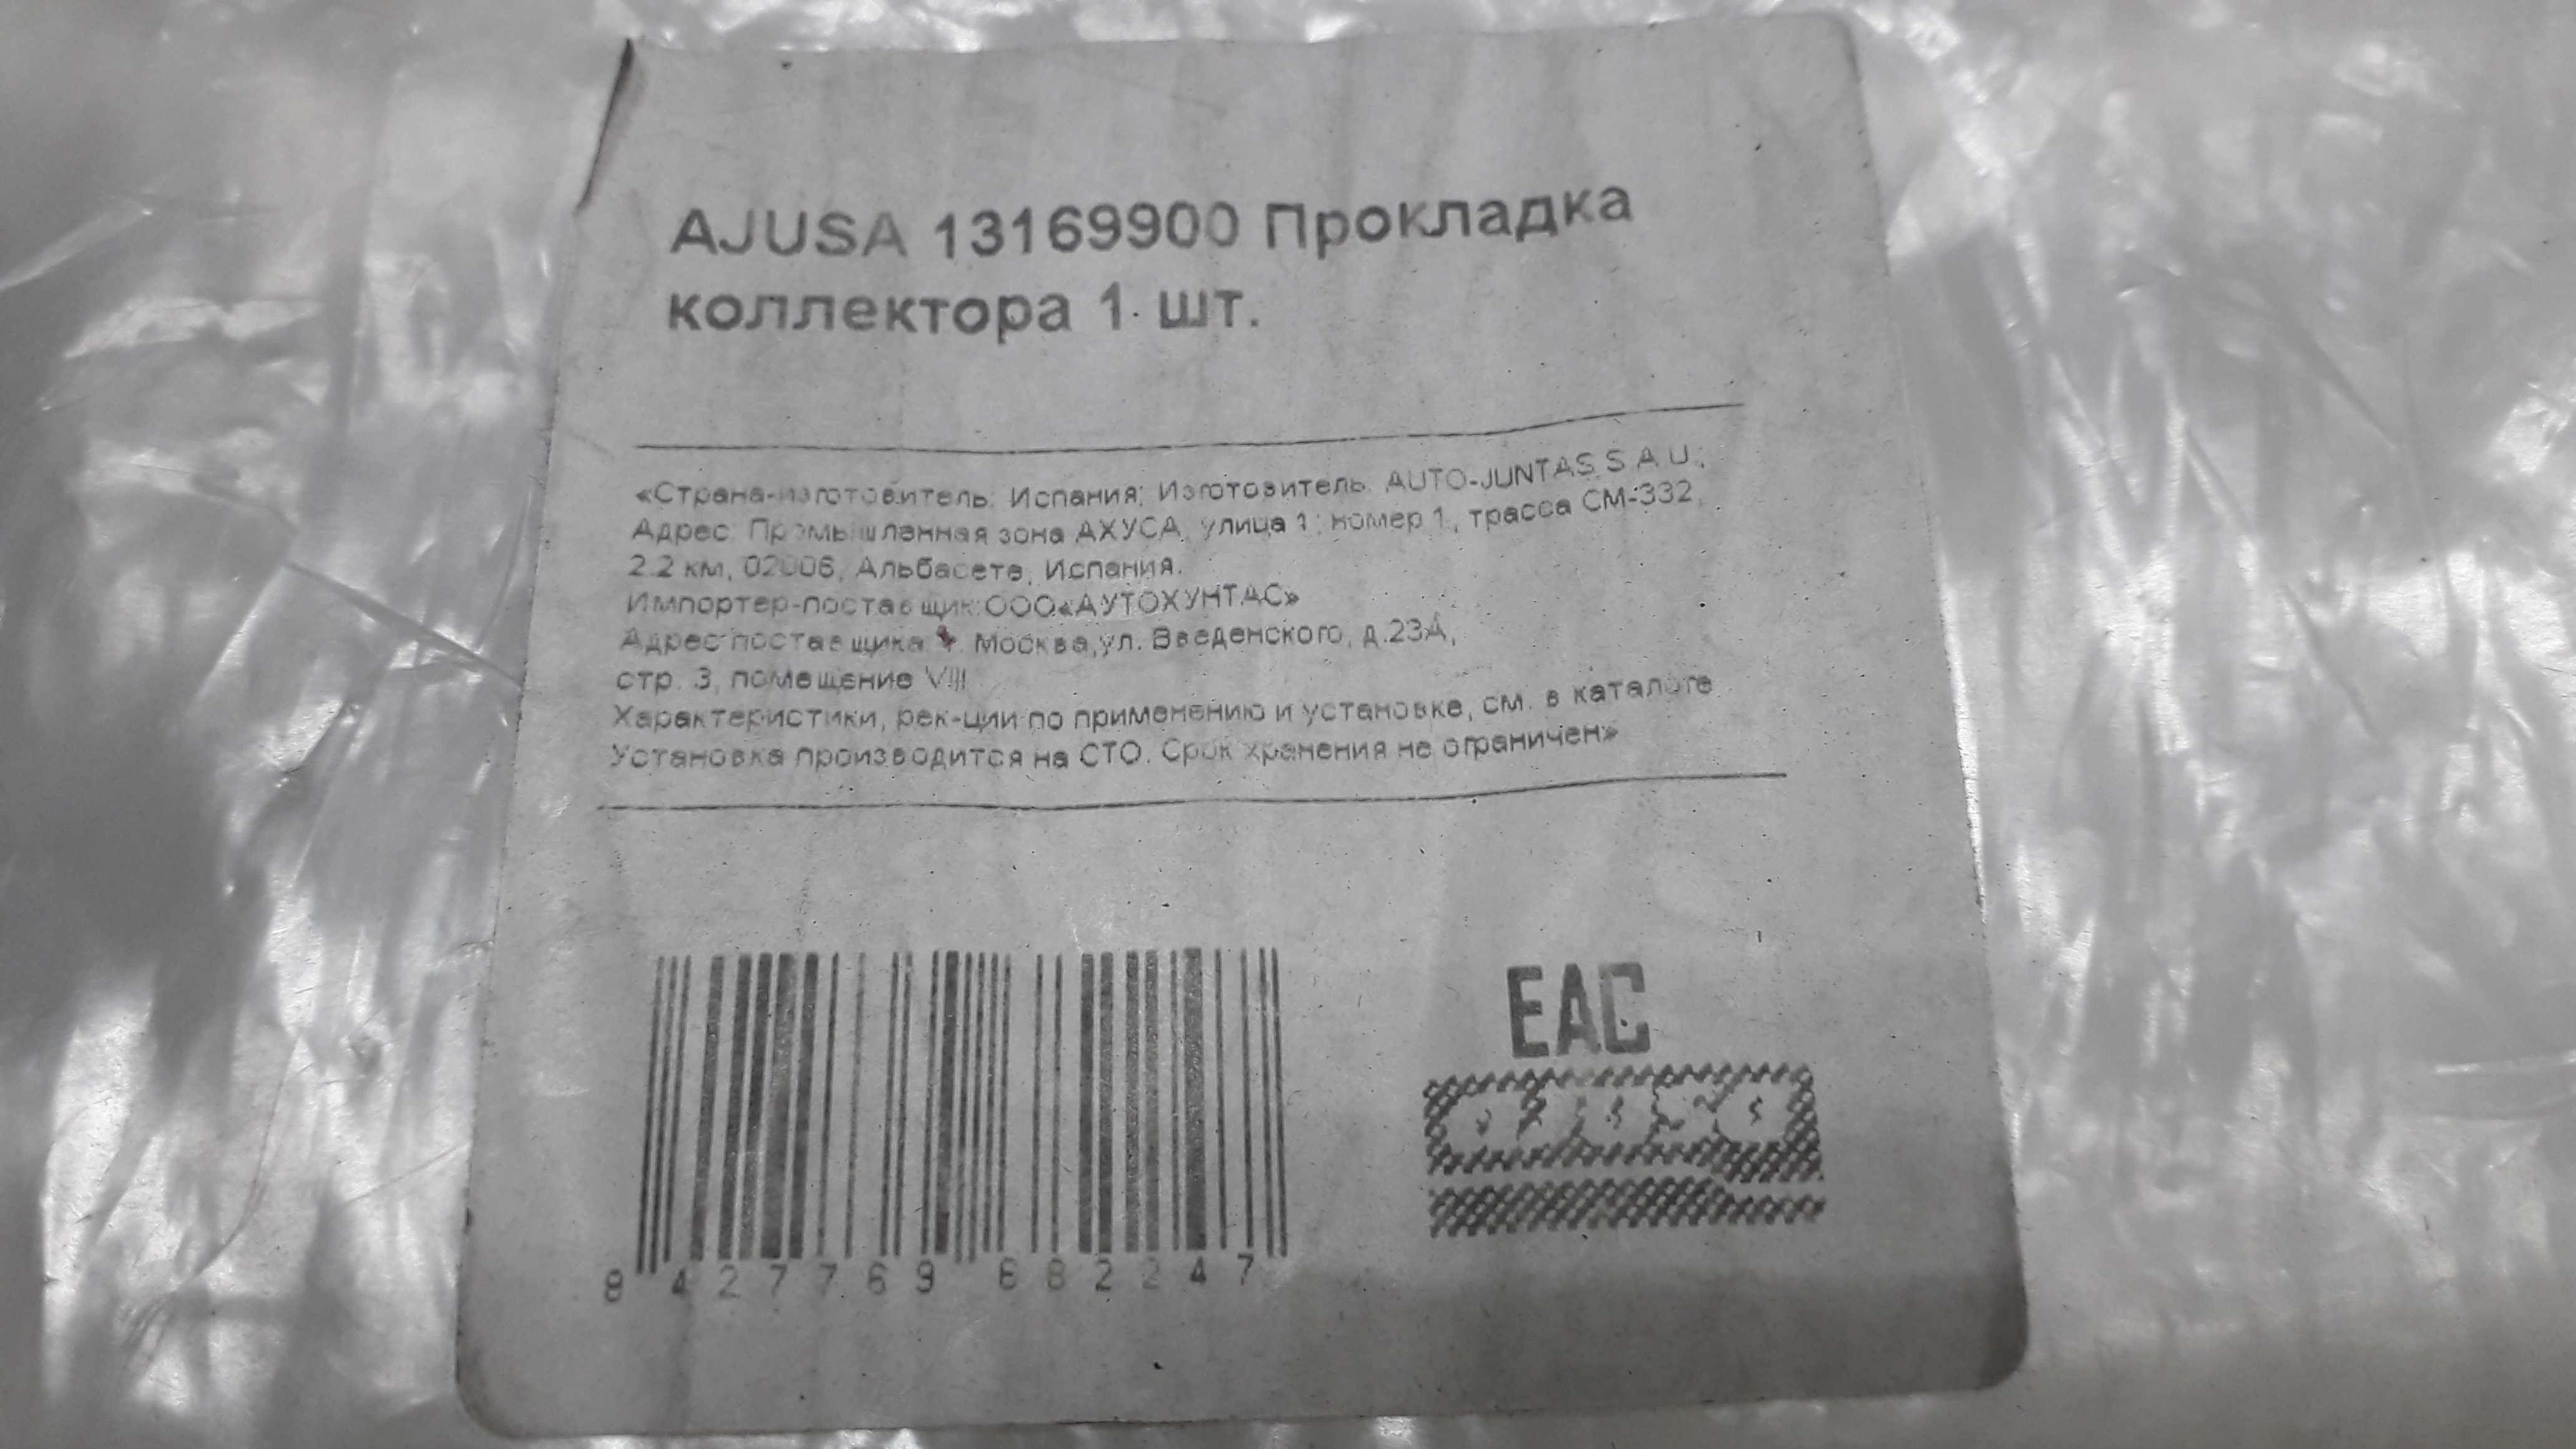 AJUSA 13169900 Прокладка
коллектора 1 шт.
«Страна-изготовитель: Испания; Изготовитель: AUTO-JUNTAS S.A.U.;
Адрес: Промышленная зона АХУСА, улица 1; номер 1, трасса СМ-332,
2.2 км, 02006, Альбасете, Испания.
Импортер-поставщик:ООО«АУТОХУНТАС»
Адрес поставщика: Москва,ул. Введенского, д.23А,
стр. 3, помещение VIII
Характеристики, рек-ции по применению и установке, см. в каталоге
Установка производится на СТО. Срок хранения не ограничен»
EAC
8 427769 682247